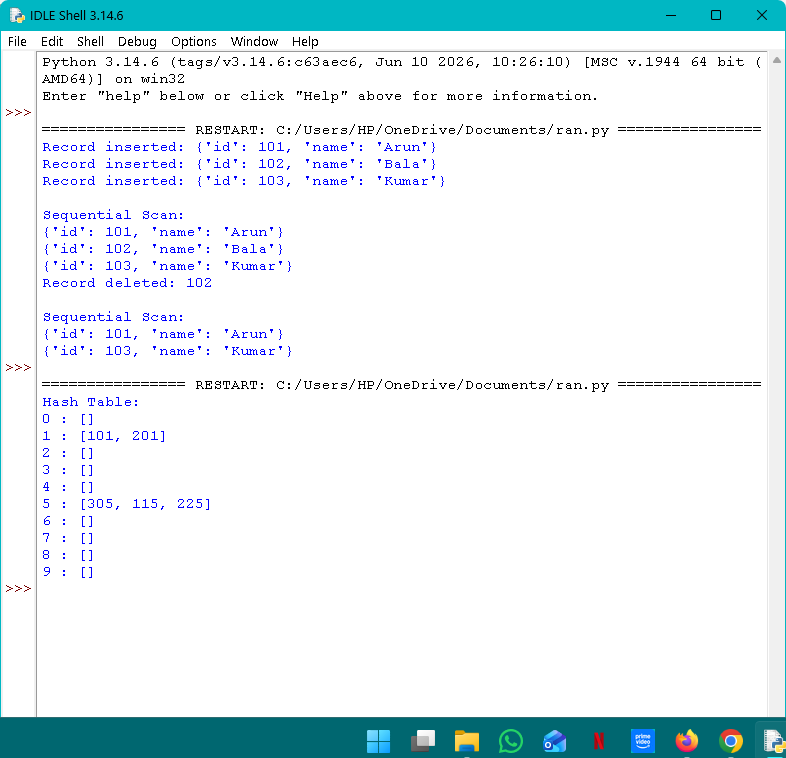 IDLE Shell 3.14.6
File Edit Shell Debug Options Window Help
Python 3.14.6 (tags/v3.14.6:c63aec6, Jun 10 2026, 10:26:10) [MSC v.1944 64 bit (
AMD64)] on win32
Enter "help" below or click "Help" above for more information.
>>>
================ RESTART: C:/Users/HP/OneDrive/Documents/ran.py ================
Record inserted: {'id': 101, 'name': 'Arun'}
Record inserted: {'id': 102, 'name': 'Bala'}
Record inserted: {'id': 103, 'name': 'Kumar'}
Sequential Scan:
{'id': 101, 'name': 'Arun'}
{'id': 102, 'name': 'Bala'}
{'id': 103, 'name': 'Kumar'}
Record deleted: 102
Sequential Scan:
{'id': 101, 'name': 'Arun'}
{'id': 103, 'name': 'Kumar'}
>>>
================ RESTART: C:/Users/HP/OneDrive/Documents/ran.py ================
Hash Table:
0 : []
1 : [101, 201]
2 : []
3 : []
4 : []
5 : [305, 115, 225]
6 : []
7 : []
8 : []
9 : []
>>>
prime
video